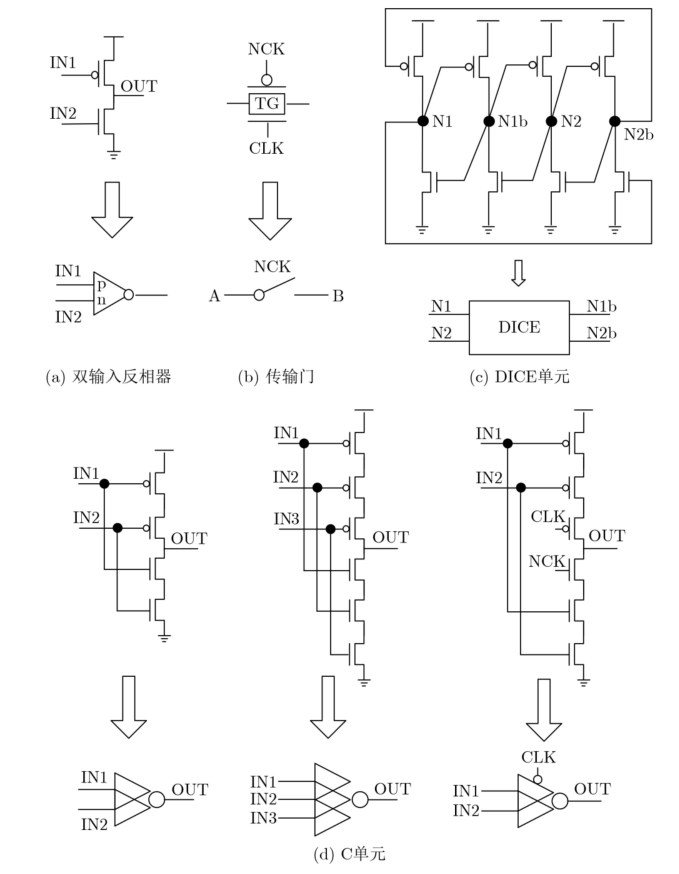 IN1
OUT
IN2
IN1
p
n
IN2
(a) 双输入反相器
NCK
TG
CLK
NCK
A
B
(b) 传输门
N1
N1b
N2
N2b
N1
N1b
DICE
N2
N2b
(c) DICE单元
IN1
IN2
OUT
IN1
IN2
IN3
OUT
IN1
IN2
CLK
OUT
NCK
IN1
OUT
IN2
IN1
OUT
IN2
IN3
CLK
IN1
OUT
IN2
(d) C单元